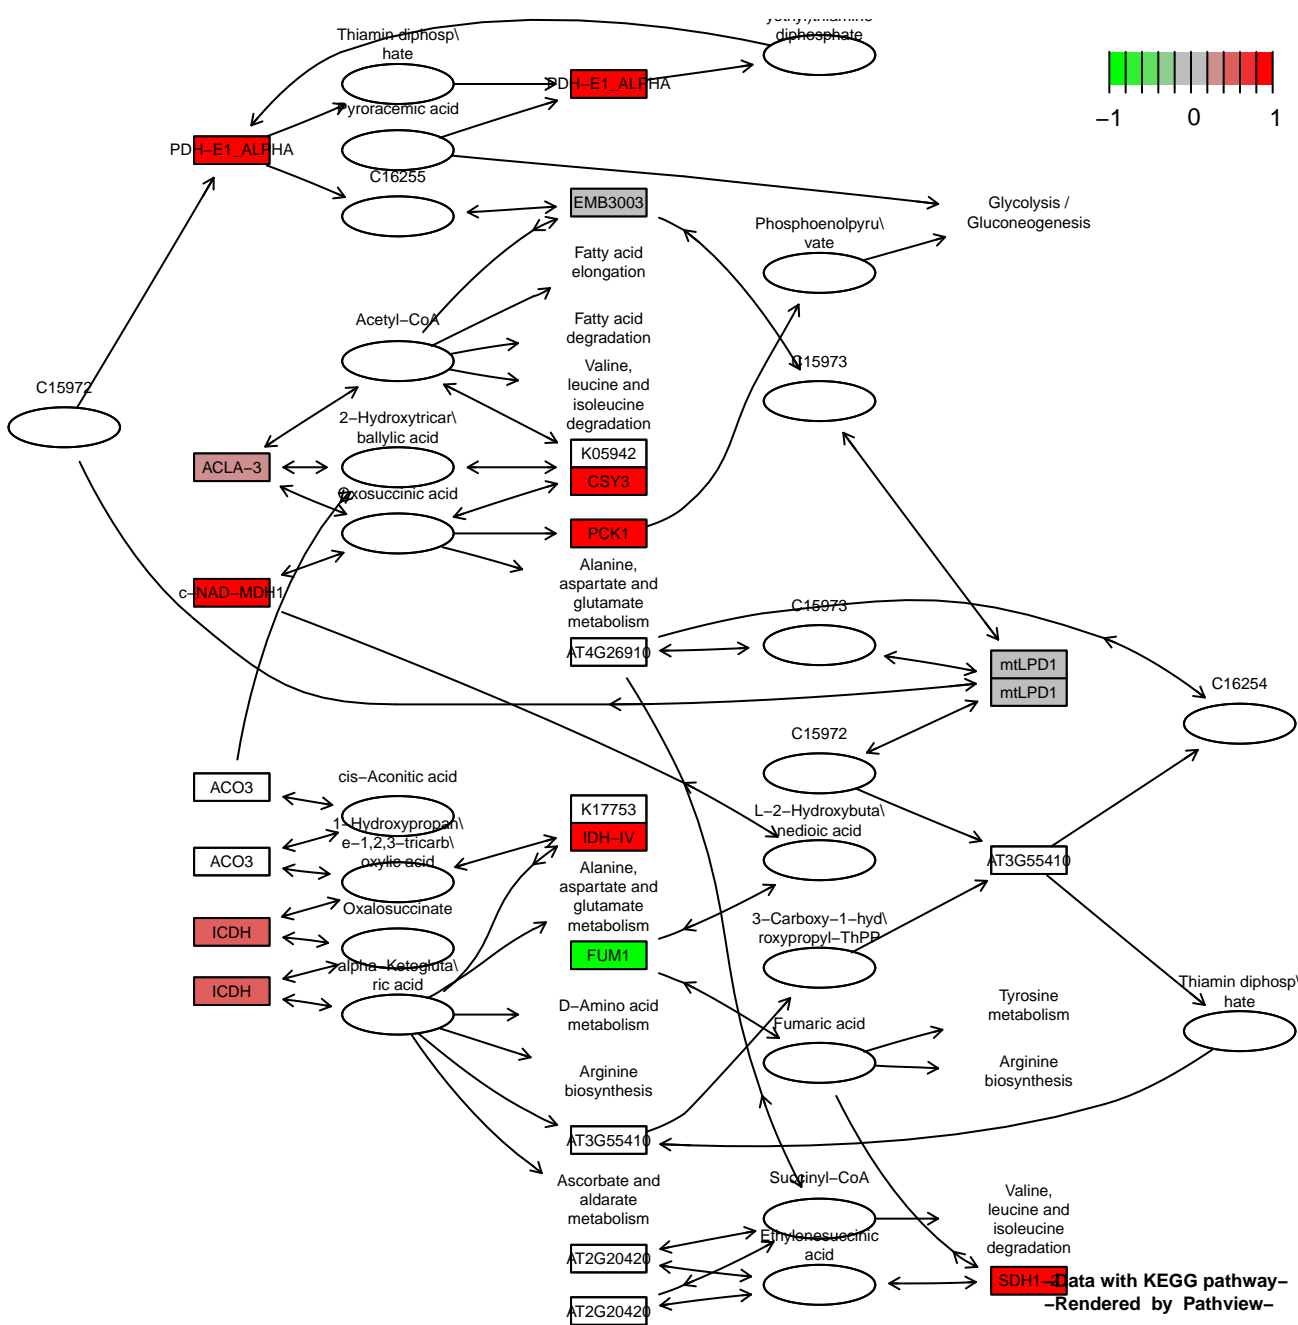 yethyl)thiamine
diphosphate
Thiamin diphosp\
hate
PDH−E1_ALPHA
Pyroracemic acid
PDH−E1_ALPHA
C16255
−1
0
1
EMB3003
Glycolysis /
Gluconeogenesis
Phosphoenolpyru\
vate
Fatty acid
elongation
Acetyl−CoA
Fatty acid
degradation
C15973
C15972
Valine,
leucine and
isoleucine
degradation
2−Hydroxytricar\
ballylic acid
K05942
ACLA−3
CSY3
Oxosuccinic acid
PCK1
Alanine,
aspartate and
glutamate
metabolism
c−NAD−MDH1
C15973
AT4G26910
mtLPD1
mtLPD1
C16254
C15972
cis−Aconitic acid
ACO3
K17753
L−2−Hydroxybuta\
nedioic acid
1−Hydroxypropan\
e−1,2,3−tricarb\
oxylic acid
IDH−IV
ACO3
AT3G55410
Alanine,
aspartate and
glutamate
metabolism
Oxalosuccinate
3−Carboxy−1−hyd\
roxypropyl−ThPP
ICDH
FUM1
alpha−Ketogluta\
ric acid
ICDH
Thiamin diphosp\
hate
D−Amino acid
metabolism
Fumaric acid
Tyrosine
metabolism
Arginine
biosynthesis
Arginine
biosynthesis
AT3G55410
Ascorbate and
aldarate
metabolism
Succinyl−CoA
Valine,
leucine and
isoleucine
degradation
Ethylenesuccinic
acid
AT2G20420
SDH1−2
−Data with KEGG pathway−
−Rendered by Pathview−
AT2G20420